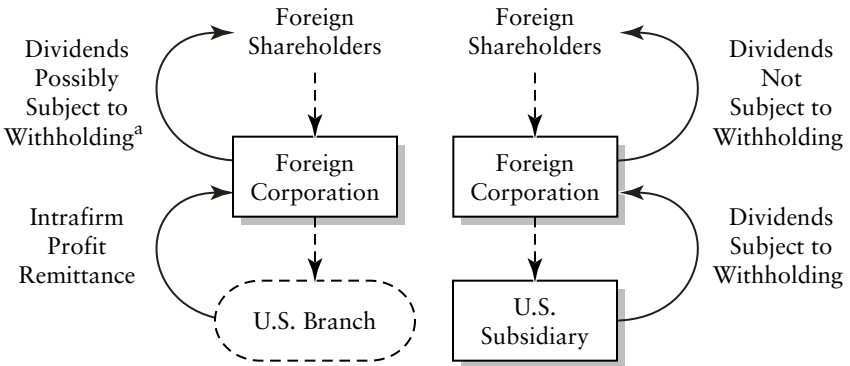 Foreign
Shareholders
Dividends
Possibly
Subject to
Withholdingᵃ
Foreign
Corporation
Intrafirm
Profit
Remittance
U.S. Branch
Foreign
Shareholders
Dividends
Not
Subject to
Withholding
Foreign
Corporation
Dividends
Subject to
Withholding
U.S.
Subsidiary